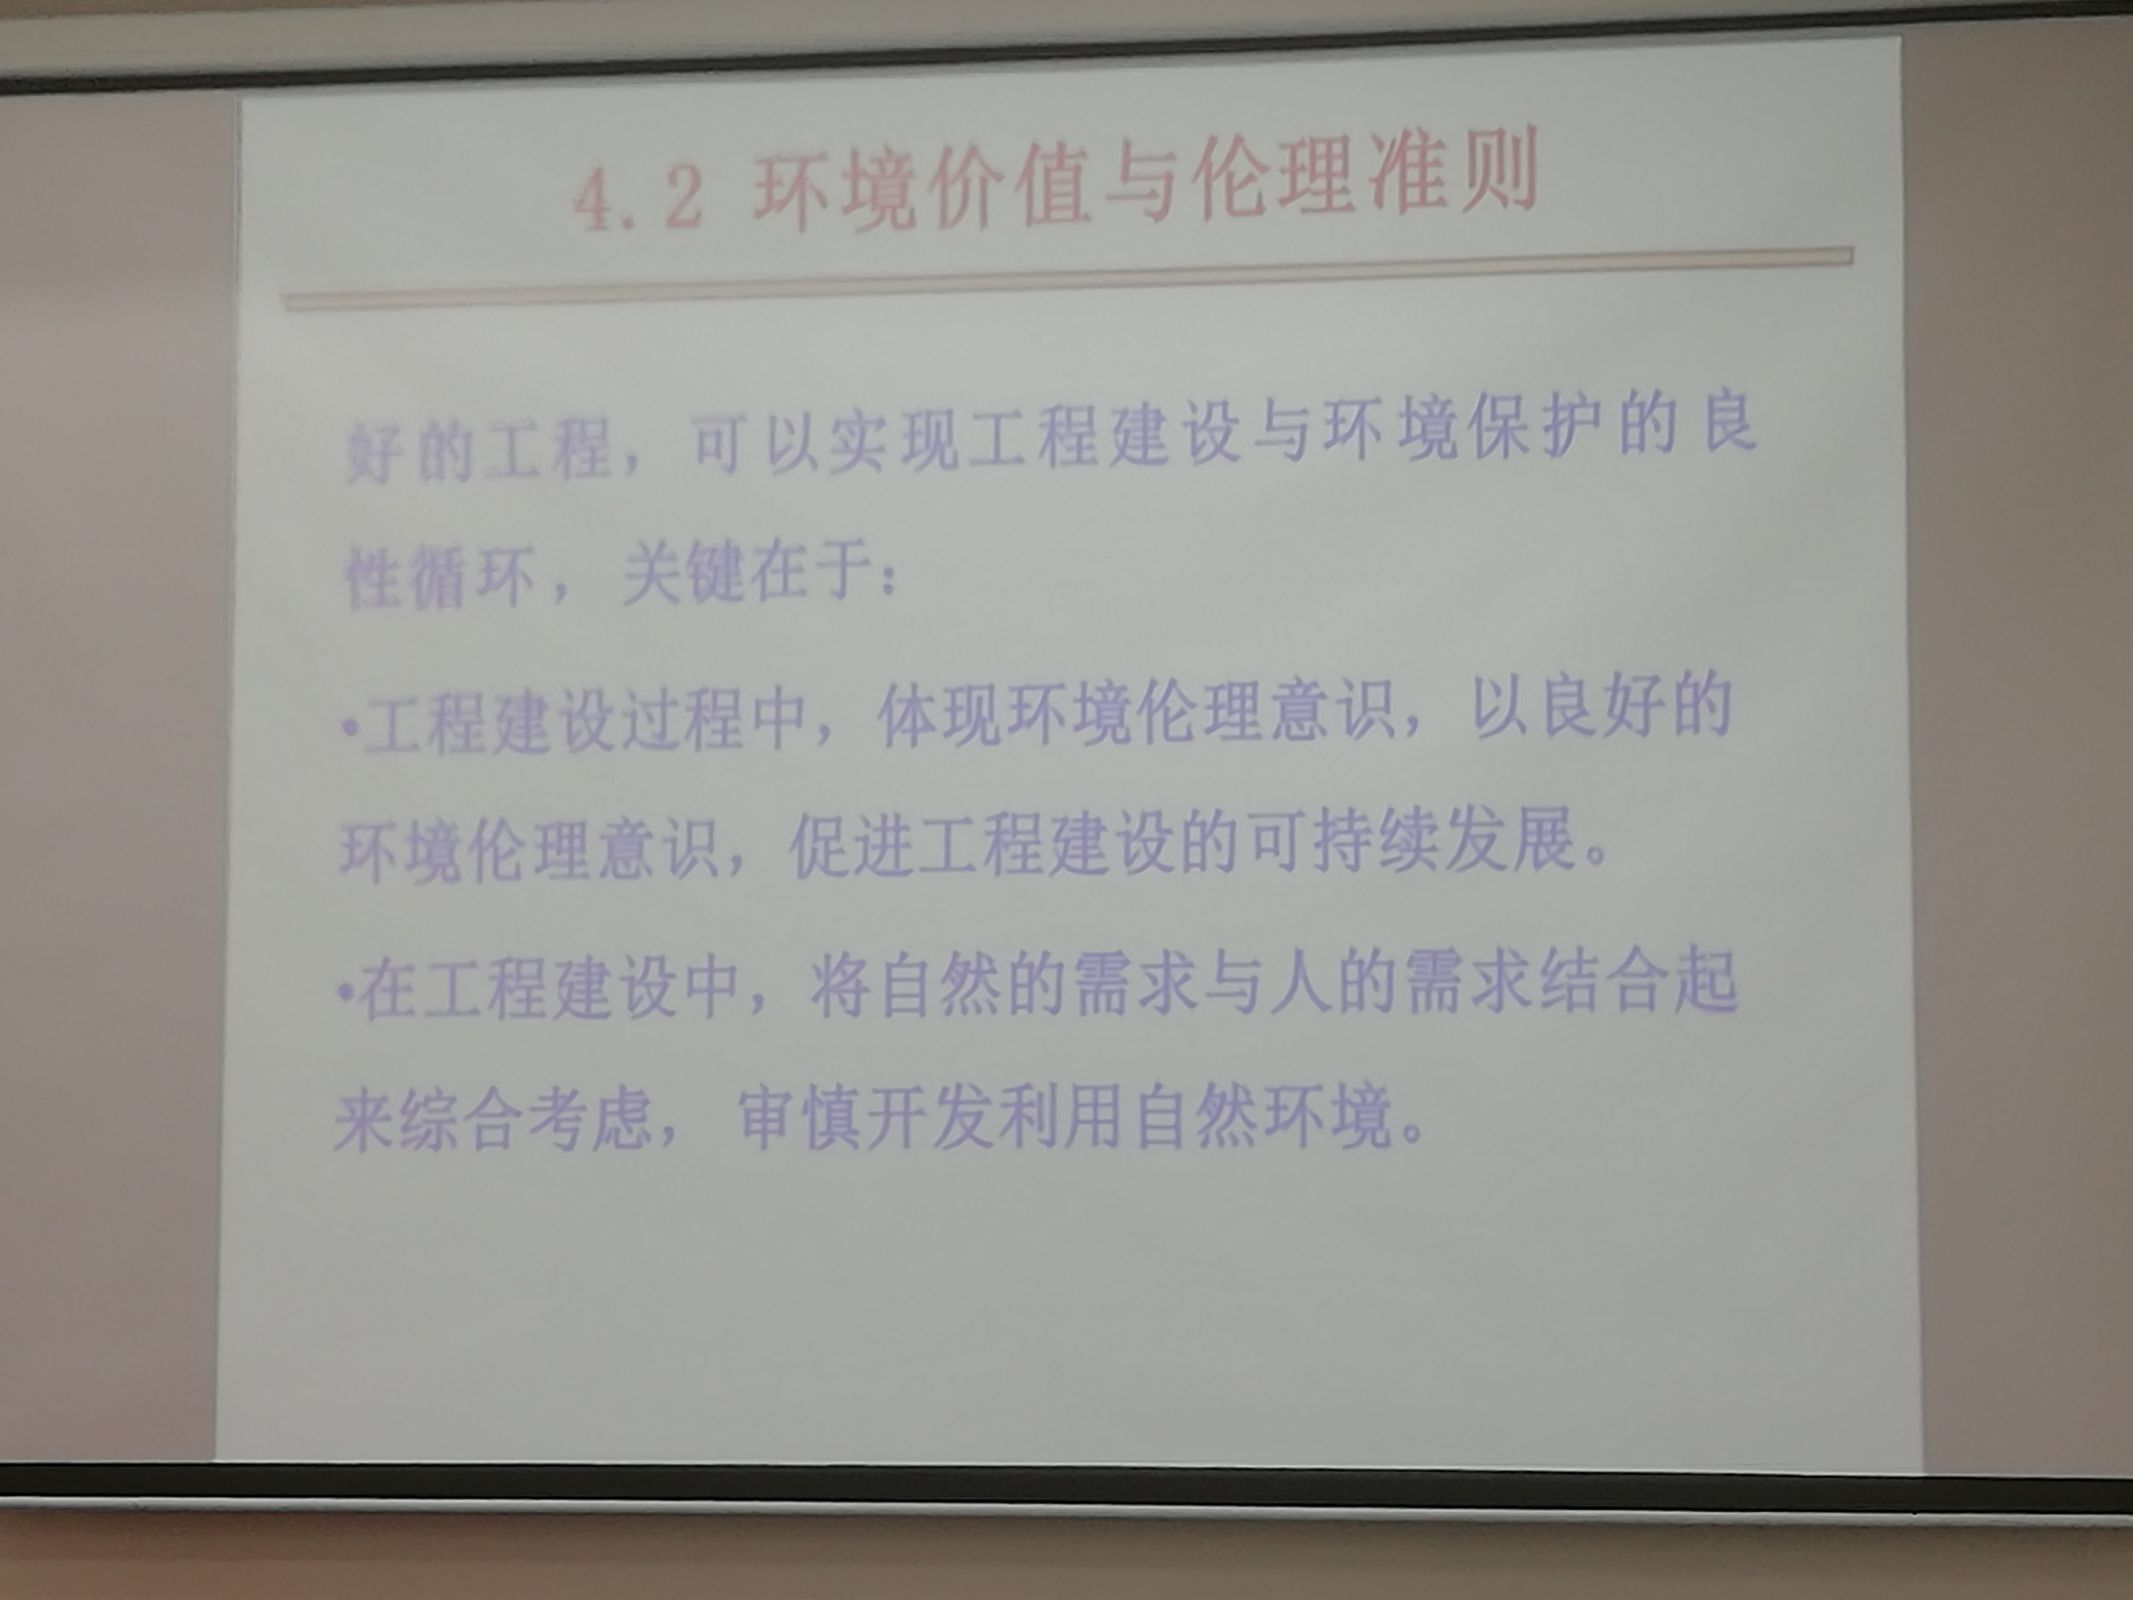 4.2 环境价值与伦理准则
好的工程，可以实现工程建设与环境保护的良
性循环，关键在于：
•工程建设过程中，体现环境伦理意识，以良好的
环境伦理意识，促进工程建设的可持续发展。
•在工程建设中，将自然的需求与人的需求结合起
来综合考虑，审慎开发利用自然环境。